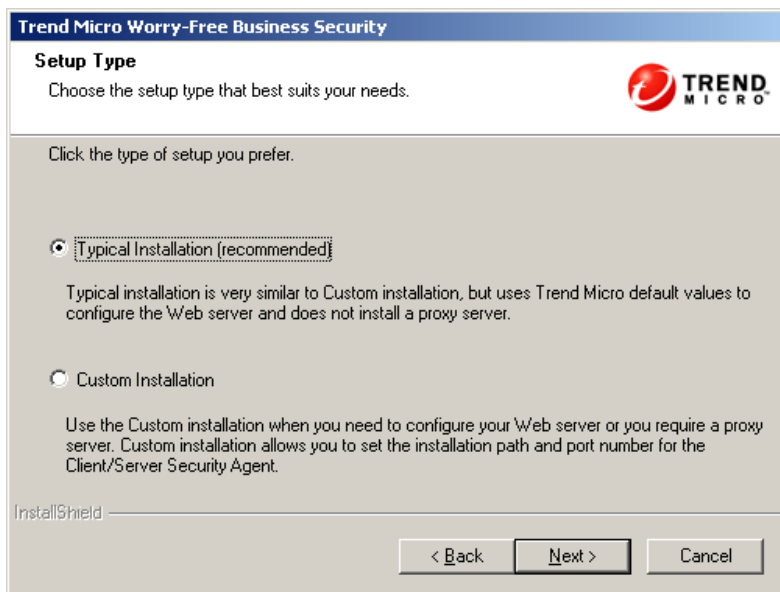 Trend Micro Worry-Free Business Security
Setup Type
Choose the setup type that best suits your needs.
TREND
MICRO
Click the type of setup you prefer.
Typical Installation (recommended)
Typical installation is very similar to Custom installation, but uses Trend Micro default values to
configure the Web server and does not install a proxy server.
Custom Installation
Use the Custom installation when you need to configure your Web server or you require a proxy
server. Custom installation allows you to set the installation path and port number for the
Client/Server Security Agent.
InstallShield
< Back
Next >
Cancel